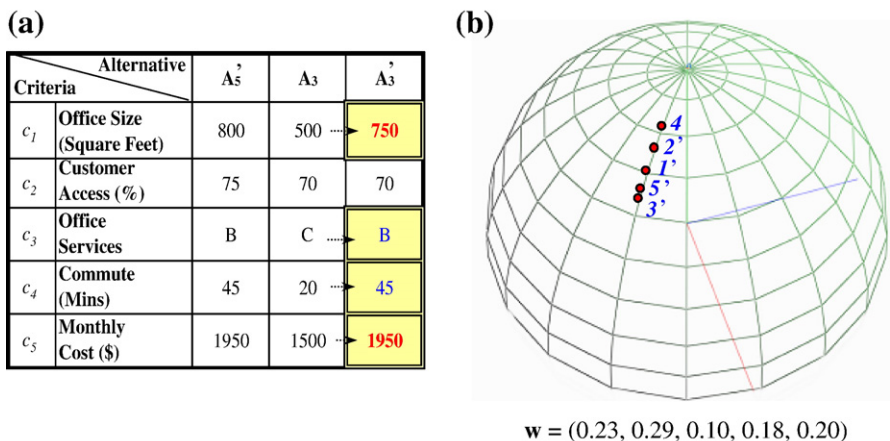 (a)
Alternative
Criteria
A5’ A3 A3’
c1 Office Size (Square Feet) 800 500 750
c2 Customer Access (%) 75 70 70
c3 Office Services B C B
c4 Commute (Mins) 45 20 45
c5 Monthly Cost ($) 1950 1500 1950
(b)
4
2’
1’
5’
3’
w = (0.23, 0.29, 0.10, 0.18, 0.20)